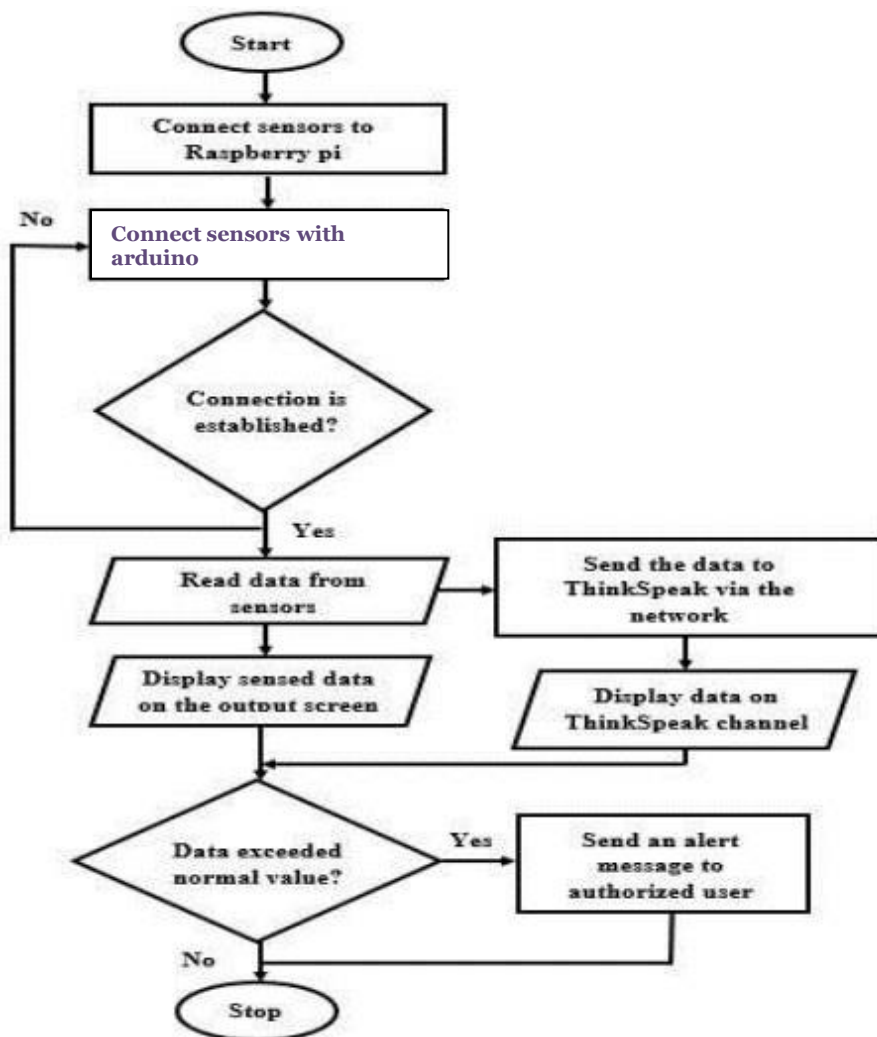 Start
Connect sensors to
Raspberry pi
No
Connect sensors with
arduino
Connection is
established?
Yes
Read data from
sensors
Send the data to
ThinkSpeak via the
network
Display sensed data
on the output screen
Display data on
ThinkSpeak channel
Data exceeded
normal value?
Yes
Send an alert
message to
authorized user
No
Stop